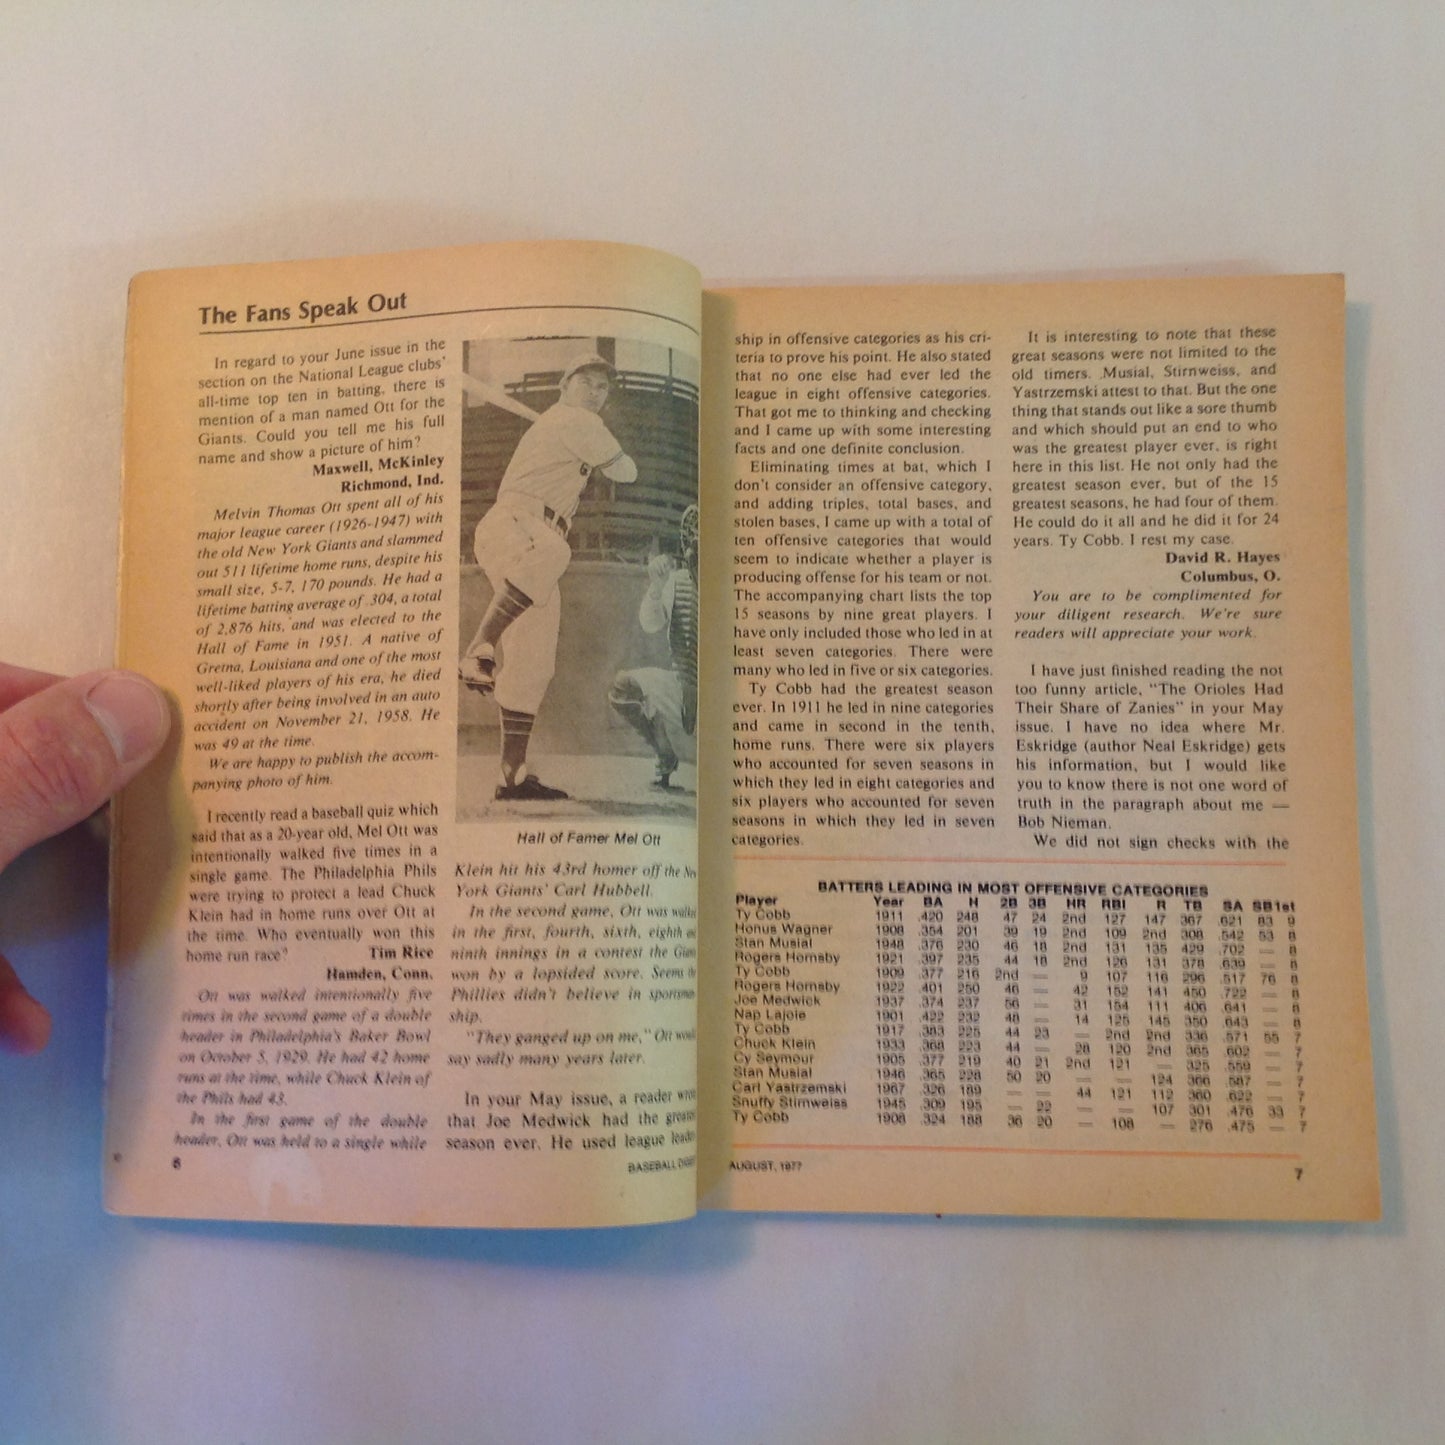 The Fans Speak Out
In regard to your June issue in the
section on the National League clubs'
all-time top ten in batting, there is
mention of a man named Ott for the
Giants. Could you tell me his full
name and show a picture of him?
Maxwell, McKinley
Richmond, Ind.
Melvin Thomas Ott spent all of his
major league career (1926-1947) with
the old New York Giants and slammed
out 511 lifetime home runs, despite his
small size, 5-7, 170 pounds. He had a
lifetime batting average of .304, a total
of 2,876 hits, and was elected to the
Hall of Fame in 1951. A native of
Gretna, Louisiana and one of the most
well-liked players of his era, he died
shortly after being involved in an auto
accident on November 21, 1958. He
was 49 at the time.
We are happy to publish the accom-
panying photo of him.
I recently read a baseball quiz which
said that as a 20-year old, Mel Ott was
intentionally walked five times in a
single game. The Philadelphia Phils
were trying to protect a lead Chuck
Klein had in home runs over Ott at
the time. Who eventually won this
home run race?
Tim Rice
Hamden, Conn.
Ott was walked intentionally five
times in the second game of a double
header in Philadelphia's Baker Bowl
on October 5, 1929. He had 42 home
runs at the time, while Chuck Klein of
the Phils had 43.
In the first game of the double
header, Ott was held to a single while
6
Hall of Famer Mel Ott
Klein hit his 43rd homer off the New
York Giants' Carl Hubbell.
In the second game, Ott was walked
in the first, fourth, sixth, eighth and
ninth innings in a contest the Giants
won by a lopsided score. Seems the
Phillies didn't believe in sportsman-
ship.
"They ganged up on me," Ott would
say sadly many years later.
In your May issue, a reader wrote
that Joe Medwick had the greatest
season ever. He used league leader-
BASEBALL DIGEST
ship in offensive categories as his cri-
teria to prove his point. He also stated
that no one else had ever led the
league in eight offensive categories.
That got me to thinking and checking
and I came up with some interesting
facts and one definite conclusion.
Eliminating times at bat, which I
don't consider an offensive category,
and adding triples, total bases, and
stolen bases, I came up with a total of
ten offensive categories that would
seem to indicate whether a player is
producing offense for his team or not.
The accompanying chart lists the top
15 seasons by nine great players. I
have only included those who led in at
least seven categories. There were
many who led in five or six categories.
Ty Cobb had the greatest season
ever. In 1911 he led in nine categories
and came in second in the tenth,
home runs. There were six players
who accounted for seven seasons in
which they led in eight categories and
six players who accounted for seven
seasons in which they led in seven
categories.
It is interesting to note that these
great seasons were not limited to the
old timers. Musial, Stirnweiss, and
Yastrzemski attest to that. But the one
thing that stands out like a sore thumb
and which should put an end to who
was the greatest player ever, is right
here in this list. He not only had the
greatest season ever, but of the 15
greatest seasons, he had four of them.
He could do it all and he did it for 24
years. Ty Cobb. I rest my case.
David R. Hayes
Columbus, O.
You are to be complimented for
your diligent research. We're sure
readers will appreciate your work.
I have just finished reading the not
too funny article, "The Orioles Had
Their Share of Zanies" in your May
issue. I have no idea where Mr.
Eskridge (author Neal Eskridge) gets
his information, but I would like
you to know there is not one word of
truth in the paragraph about me —
Bob Nieman.
We did not sign checks with the
BATTERS LEADING IN MOST OFFENSIVE CATEGORIES
Player Year BA H 2B 3B HR RBI R TB SA SB 1st
Ty Cobb 1911 .420 248 47 24 2nd 127 147 367 .621 83 9
Honus Wagner 1908 .354 201 39 19 2nd 109 2nd 308 .542 53 8
Stan Musial 1948 .376 230 46 18 2nd 131 135 429 .702 — 8
Rogers Hornsby 1921 .397 235 44 18 2nd 126 131 378 .639 — 8
Ty Cobb 1909 .377 216 2nd — 9 107 116 296 .517 76 8
Rogers Hornsby 1922 .401 250 46 — 42 152 141 450 .722 — 8
Joe Medwick 1937 .374 237 56 — 31 154 111 406 .641 — 8
Nap Lajoie 1901 .422 232 48 — 14 125 145 350 .643 — 8
Ty Cobb 1917 .383 225 44 23 — 2nd 2nd 336 .571 55 7
Chuck Klein 1933 .368 223 44 — 28 120 2nd 365 .602 — 7
Cy Seymour 1905 .377 219 40 21 2nd 121 — 325 .559 — 7
Stan Musial 1946 .365 228 50 20 — — 124 366 .587 — 7
Carl Yastrzemski 1967 .326 189 — — 44 121 112 360 .622 — 7
Snuffy Stirnweiss 1945 .309 195 — 22 — — 107 301 .476 33 7
Ty Cobb 1908 .324 188 36 20 — 108 — 276 .475 — 7
AUGUST, 1977
7